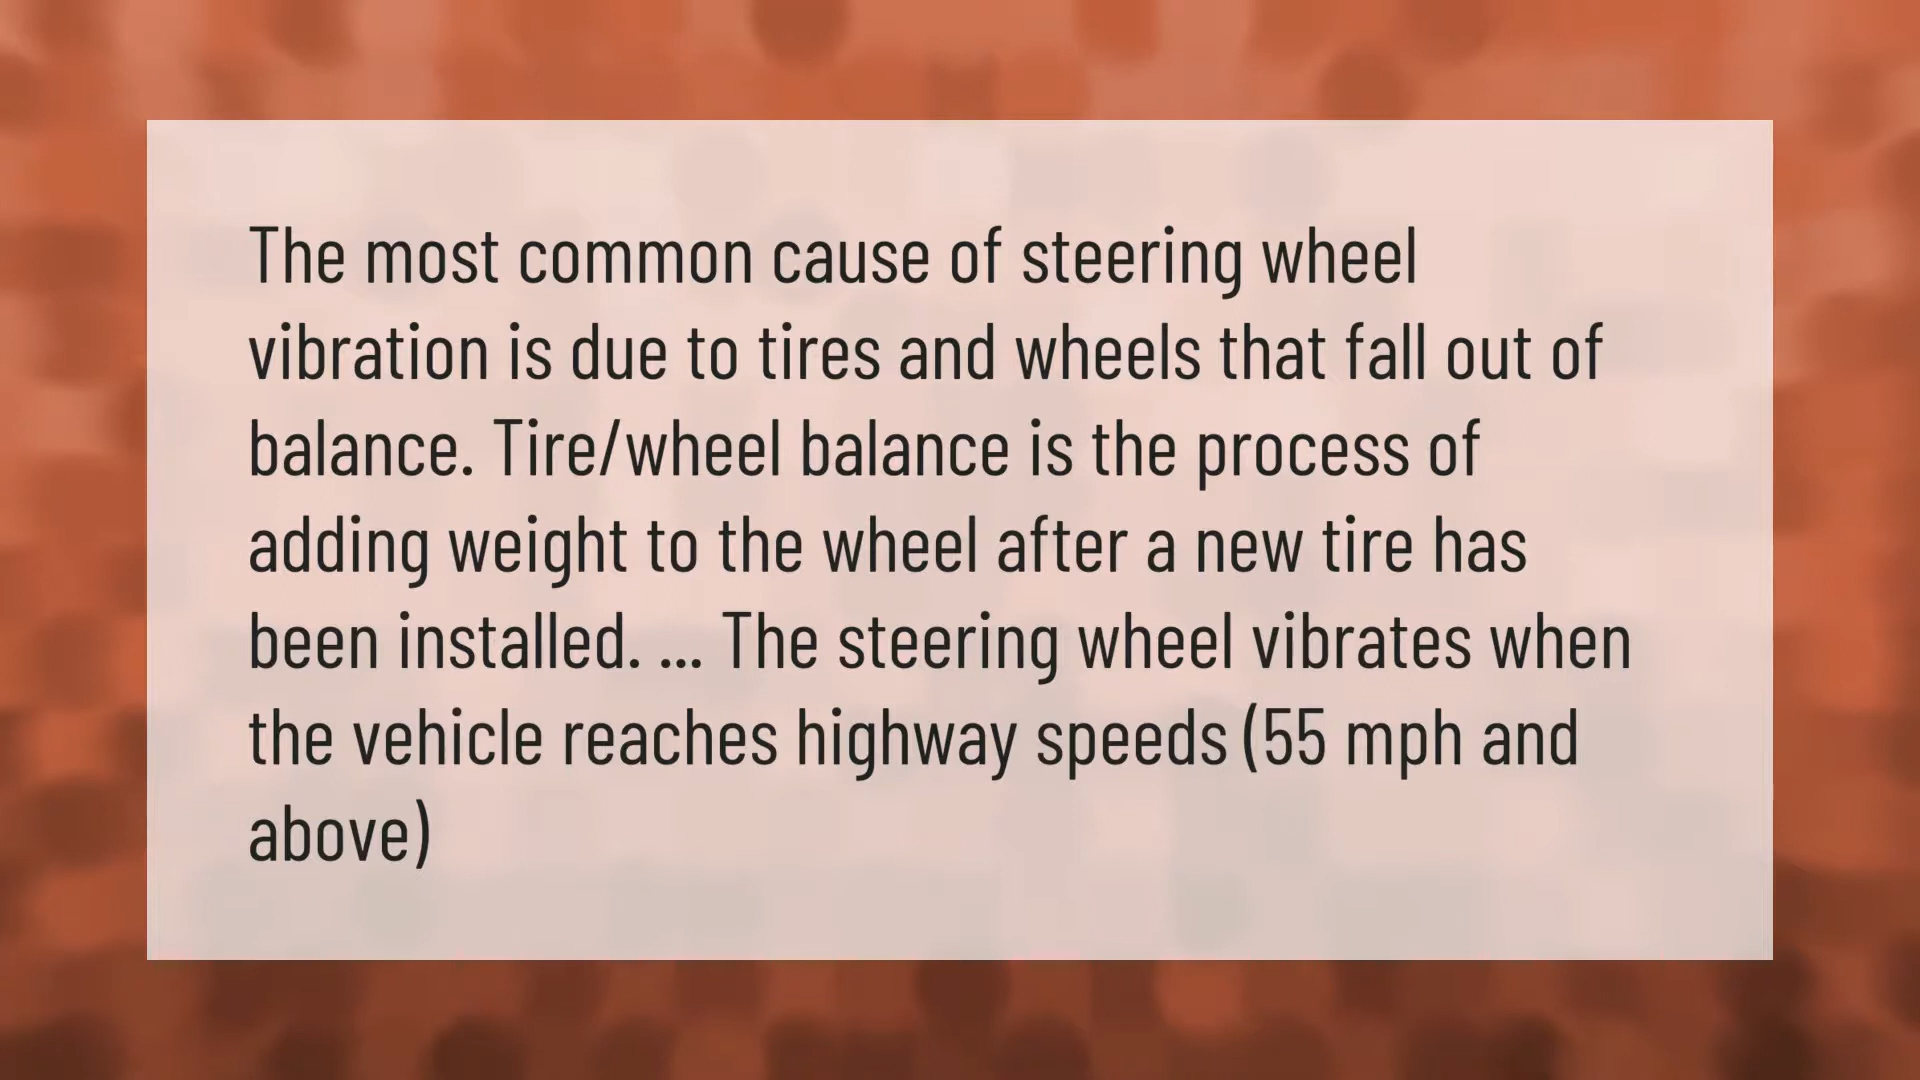 The most common cause of steering wheel
vibration is due to tires and wheels that fall out of
balance. Tire/wheel balance is the process of
adding weight to the wheel after a new tire has
been installed. ... The steering wheel vibrates when
the vehicle reaches highway speeds (55 mph and
above)